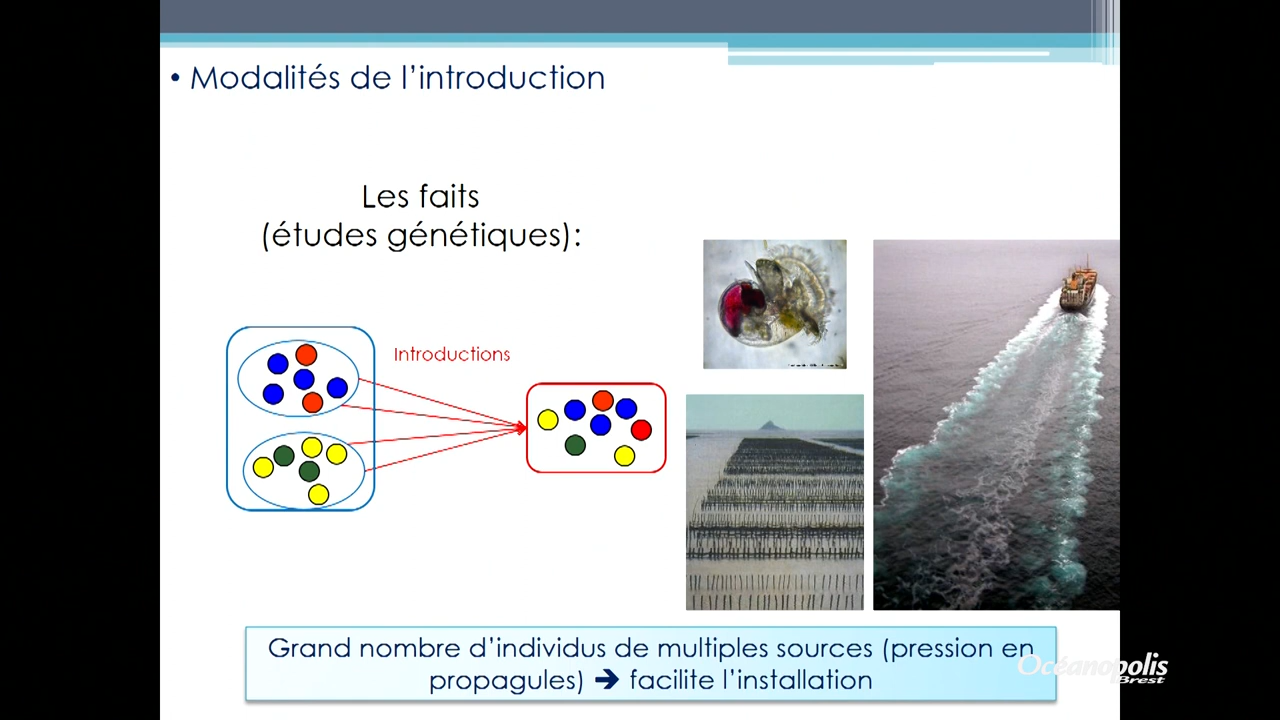 • Modalités de l'introduction
Les faits
(études génétiques):
Introductions
Grand nombre d'individus de multiples sources (pression en
propagules) ➔ facilite l'installation
Océanopolis
Brest